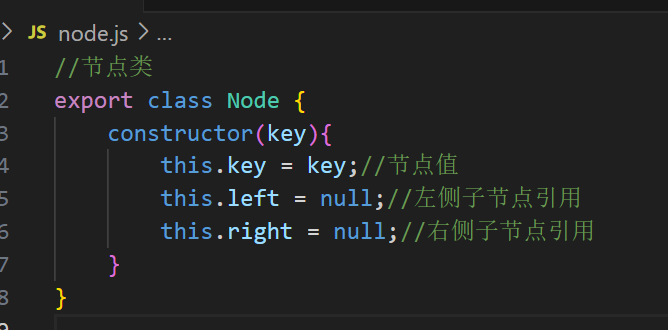 JS node.js > ...
1 //节点类
2 export class Node {
3 constructor(key){
4 this.key = key;//节点值
5 this.left = null;//左侧子节点引用
6 this.right = null;//右侧子节点引用
7 }
8 }
9